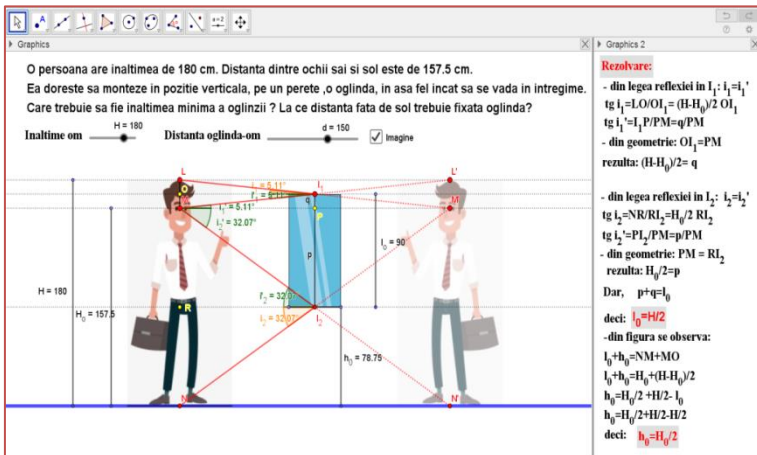 Graphics
Graphics 2
O persoana are inaltimea de 180 cm. Distanta dintre ochii sai si sol este de 157.5 cm.
Ea doreste sa monteze in pozitie verticala, pe un perete ,o oglinda, in asa fel incat sa se vada in intregime.
Care trebuie sa fie inaltimea minima a oglinzii ? La ce distanta fata de sol trebuie fixata oglinda?
Inaltime om
H = 180
Distanta oglinda-om
d = 150
Imagine
L
L'
O
i₁ = 5.11°
I₁
i₁' = 5.11°
q
M
P
i₂' = 32.07°
l₀ = 90
p
H = 180
H₀ = 157.5
R
i₂' = 32.07°
i₂ = 32.07°
I₂
h₀ = 78.75
N
N'
Rezolvare:
- din legea reflexiei in I₁: i₁=i₁'
tg i₁=LO/OI₁= (H-H₀)/2 OI₁
tg i₁'=I₁P/PM=q/PM
- din geometrie: OI₁=PM
rezulta: (H-H₀)/2= q
- din legea reflexiei in I₂: i₂=i₂'
tg i₂=NR/RI₂=H₀/2 RI₂
tg i₂'=PI₂/PM=p/PM
- din geometrie: PM = RI₂
rezulta: H₀/2=p
Dar, p+q=l₀
deci: l₀=H/2
-din figura se observa:
l₀+h₀=NM+MO
l₀+h₀=H₀+(H-H₀)/2
h₀=H₀/2 +H/2- l₀
h₀=H₀/2+H/2-H/2
deci: h₀=H₀/2